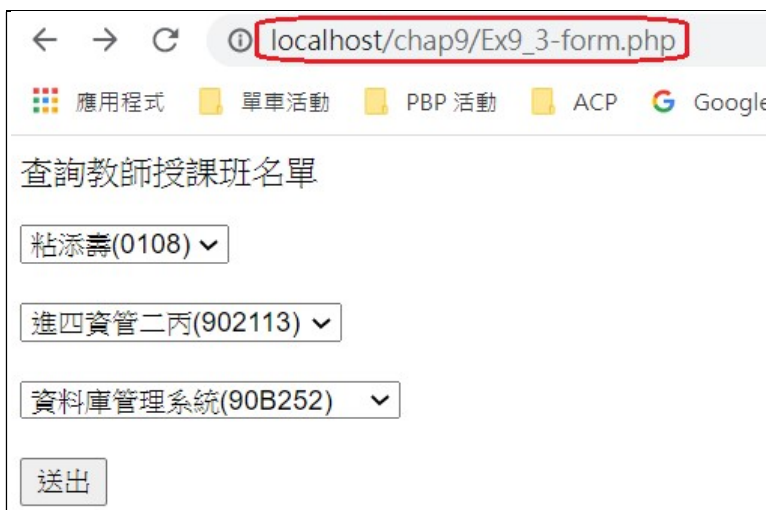 localhost/chap9/Ex9_3-form.php
應用程式 單車活動 PBP 活動 ACP Google
查詢教師授課班名單
粘添壽(0108)
進四資管二丙(902113)
資料庫管理系統(90B252)
送出